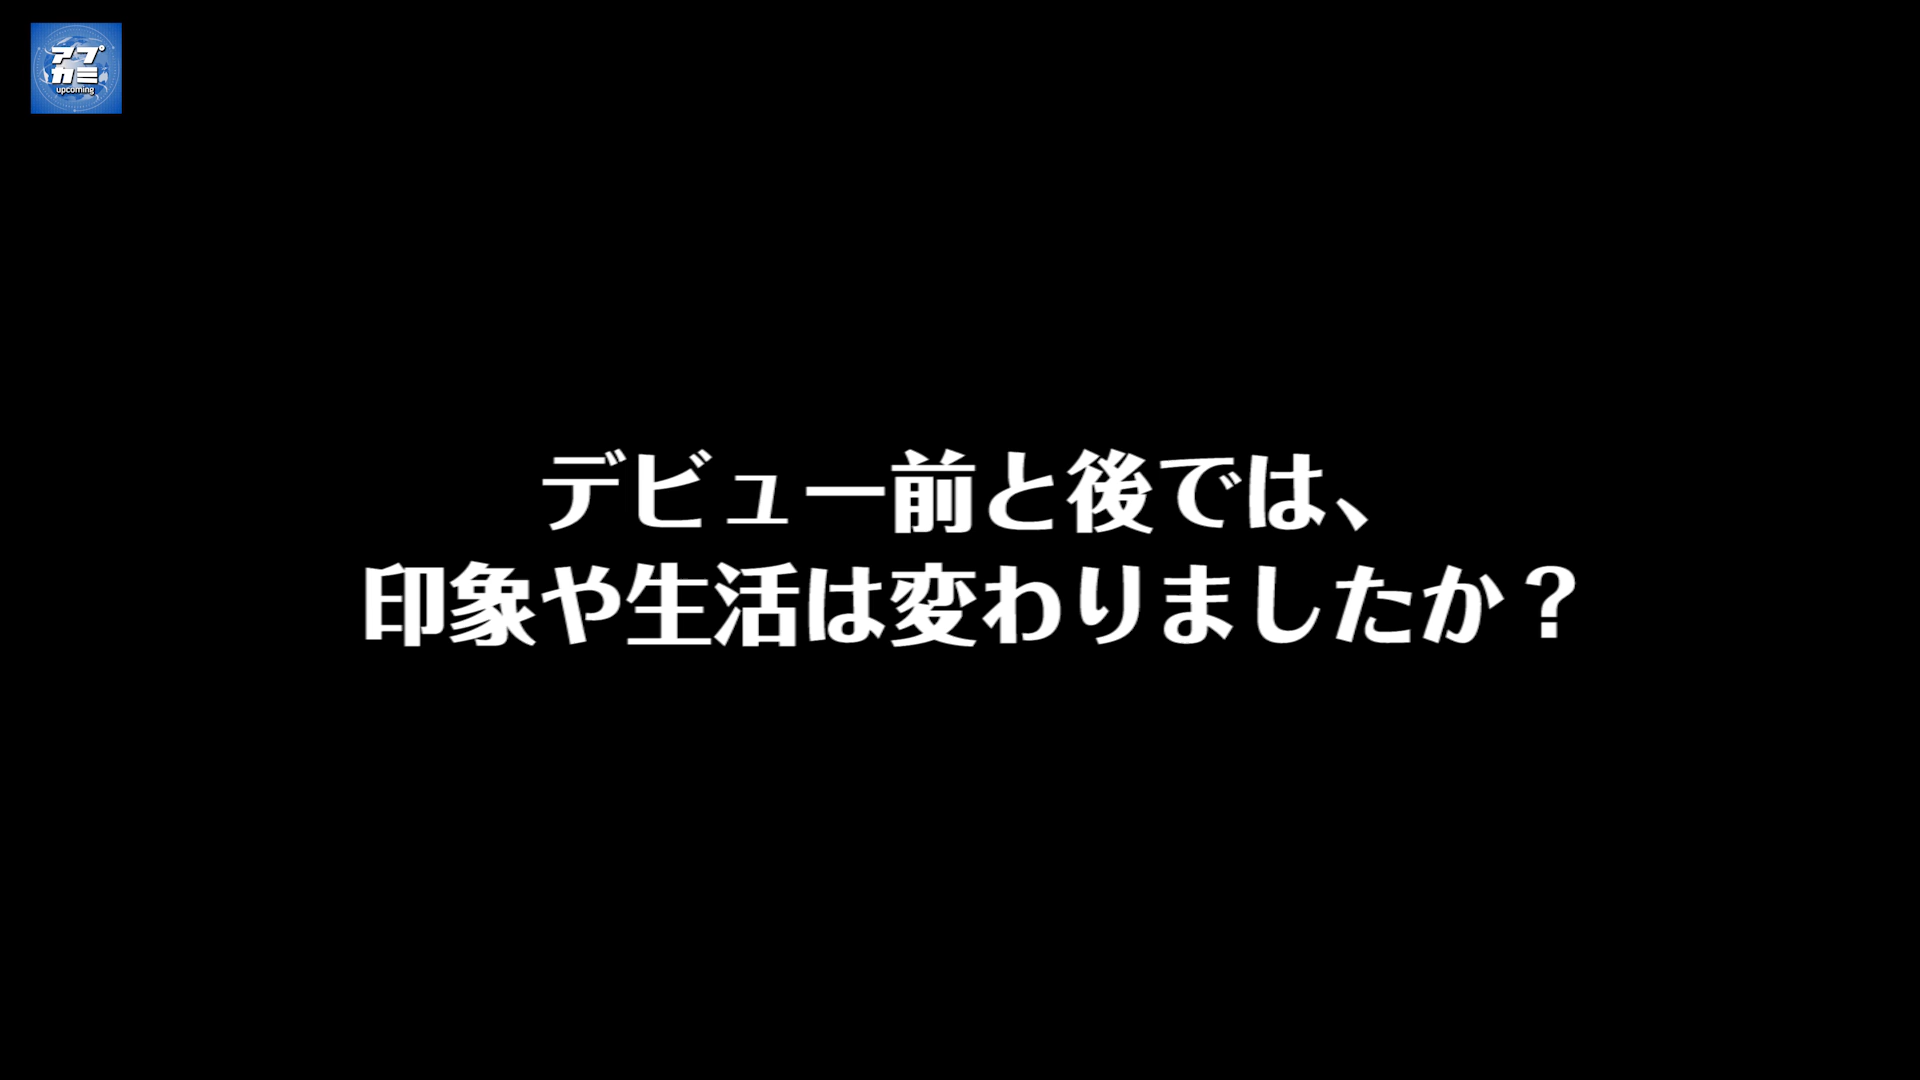 アプ
カミ
upcoming
デビュー前と後では、
印象や生活は変わりましたか？